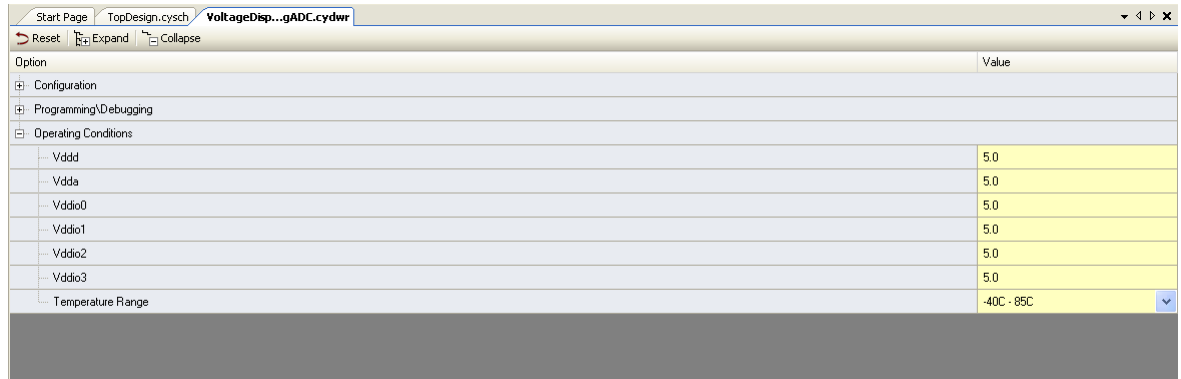 Start Page TopDesign.cysch VoltageDisp...gADC.cydwr
Reset Expand Collapse
Option Value
Configuration
Programming\Debugging
Operating Conditions
Vddd 5.0
Vdda 5.0
Vddio0 5.0
Vddio1 5.0
Vddio2 5.0
Vddio3 5.0
Temperature Range -40C - 85C